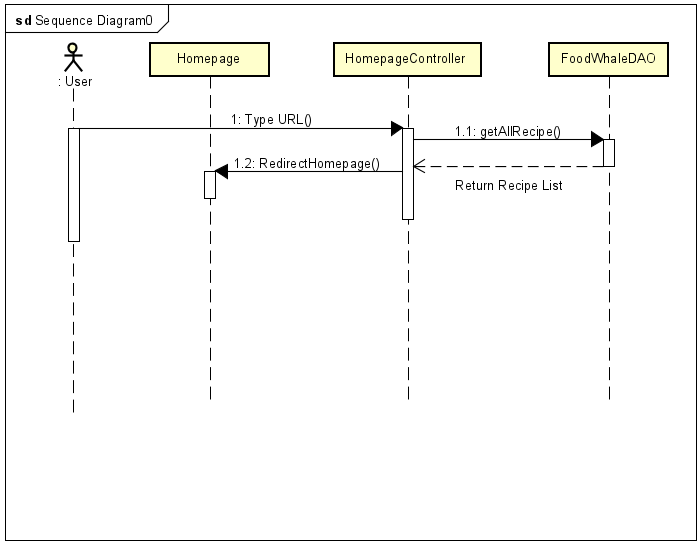 sd Sequence Diagram0
: User
Homepage
HomepageController
FoodWhaleDAO
1: Type URL()
1.1: getAllRecipe()
1.2: RedirectHomepage()
Return Recipe List